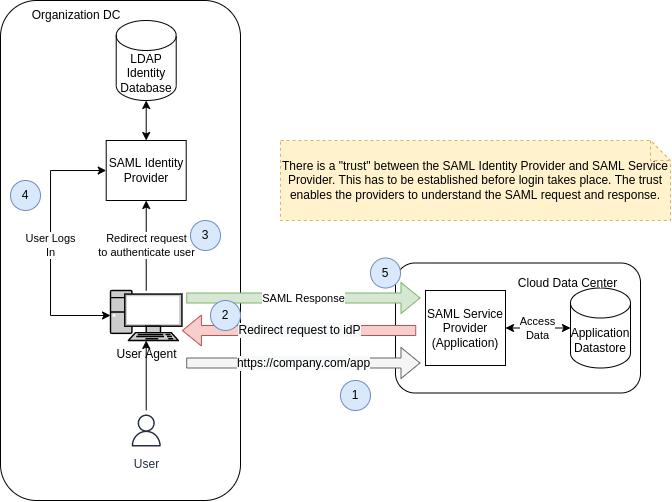 Organization DC
LDAP
Identity
Database
SAML Identity
Provider
4
3
User Logs
In
Redirect request
to authenticate user
There is a "trust" between the SAML Identity Provider and SAML Service
Provider. This has to be established before login takes place. The trust
enables the providers to understand the SAML request and response.
5
Cloud Data Center
SAML Response
2
Redirect request to idP
https://company.com/app
1
SAML Service
Provider
(Application)
Access
Data
Application
Datastore
User Agent
User